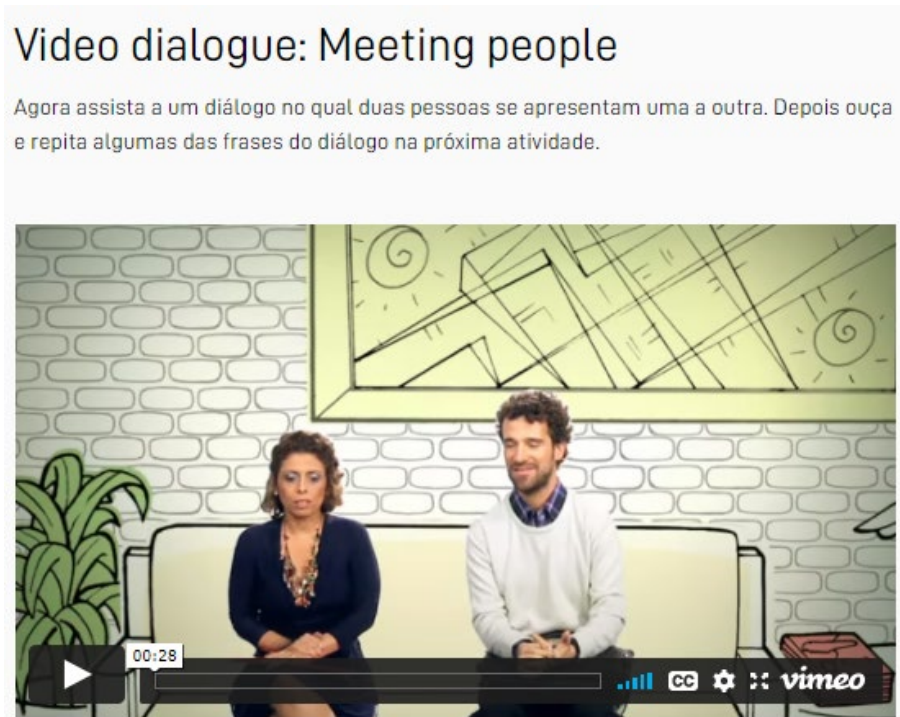 Video dialogue: Meeting people
Agora assista a um diálogo no qual duas pessoas se apresentam uma a outra. Depois ouça
e repita algumas das frases do diálogo na próxima atividade.
00:28
CC
vimeo